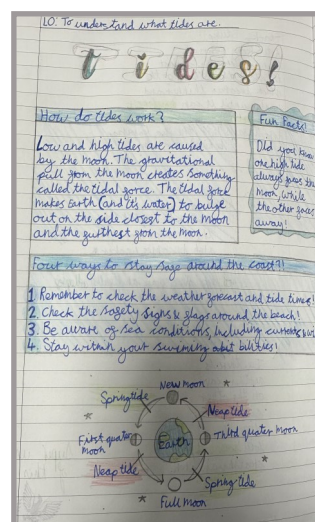 LO: To understand what tides are.
tides!
How do tides work?
Low and high tides are caused
by the moon. The gravitational
pull from the moon creates something
called the tidal force. The tidal force
makes Earth (and its water) to bulge
out on the side closest to the moon
and the furthest from the moon.
Fun Facts!
Did you know
one high tide
always faces the
moon, while
the other faces
away!
Four ways to stay safe around the coast!!
1 Remember to check the weather forecast and tide times!
2 Check the safety signs & flags around the beach!
3. Be aware of sea conditions, including currents &
4. Stay within your swimming abit bilities!
New moon
Spring tide
Neap tide
First quater
moon
Earth
Third quater moon
Neap tide
Spring tide
Full moon